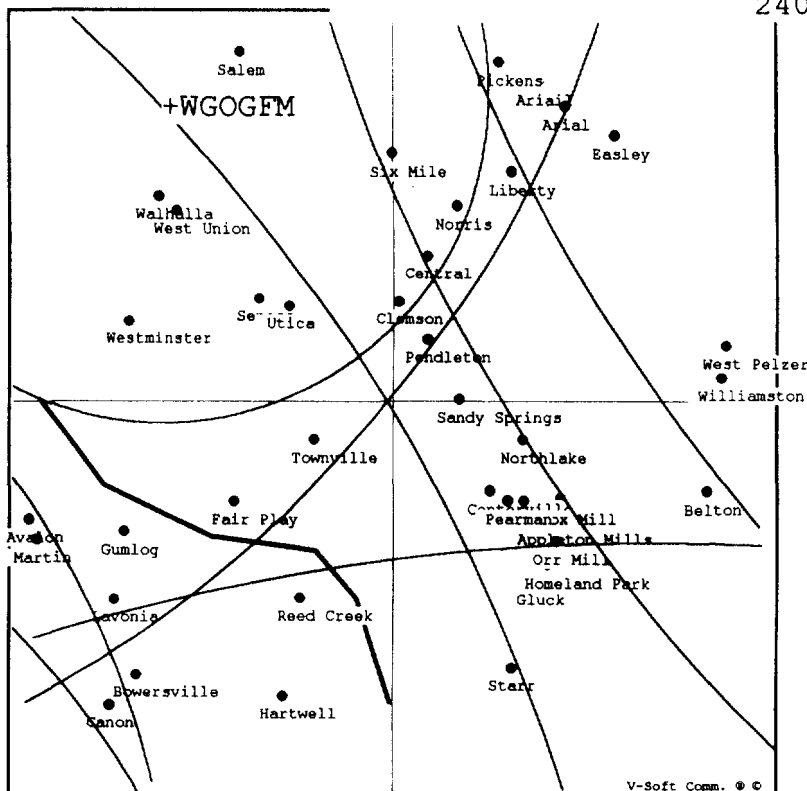 240
Salem
Pickens
+WGOGFM
Ariail
Arial
Easley
Six Mile
Liberty
Walhalla
West Union
Norris
Central
Utica
Clemson
Westminster
Pendleton
West Pelzer
Williamston
Sandy Springs
Townville
Northlake
Fair Play
Belton
Avalon
Gumlog
Mill
Martin
Appleton Mills
Orr Mill
Homeland Park
Lavonia
Reed Creek
Gluck
Bowersville
Starr
Canon
Hartwell
V-Soft Comm. ® ©